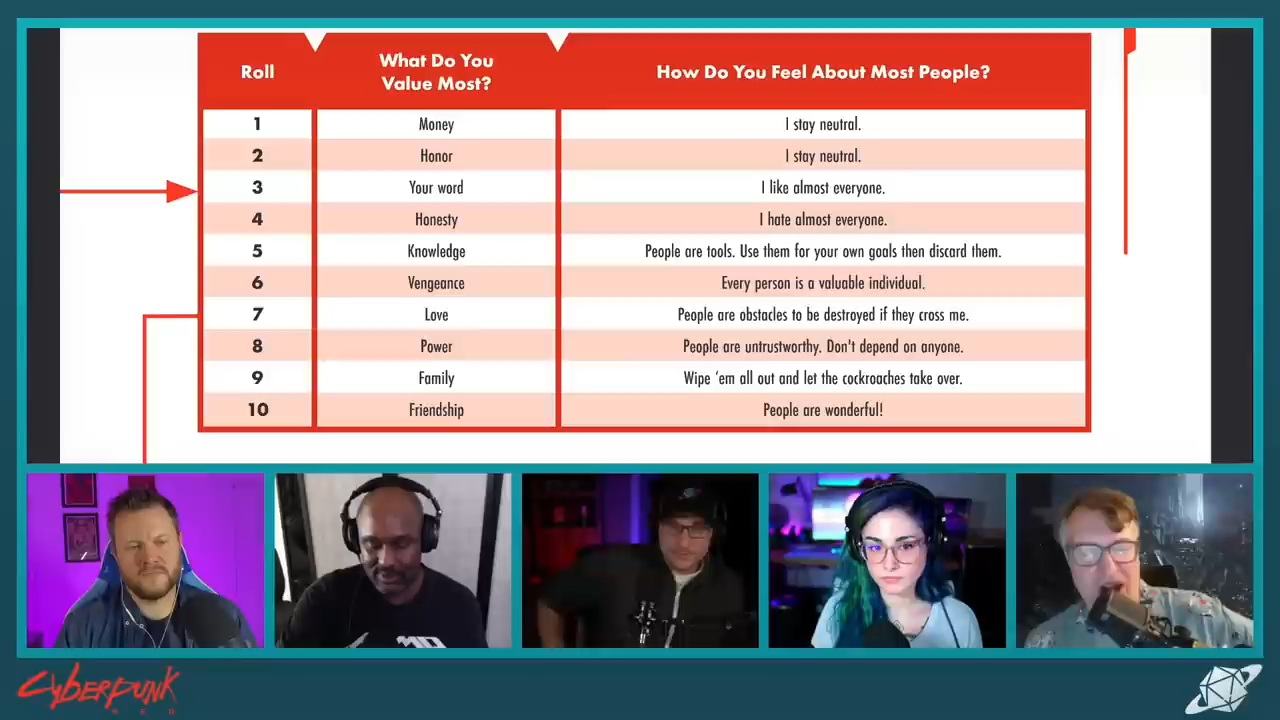 Roll
What Do You
Value Most?
How Do You Feel About Most People?
1 Money I stay neutral.
2 Honor I stay neutral.
3 Your word I like almost everyone.
4 Honesty I hate almost everyone.
5 Knowledge People are tools. Use them for your own goals then discard them.
6 Vengeance Every person is a valuable individual.
7 Love People are obstacles to be destroyed if they cross me.
8 Power People are untrustworthy. Don't depend on anyone.
9 Family Wipe ‘em all out and let the cockroaches take over.
10 Friendship People are wonderful!
Cyberpunk
RED